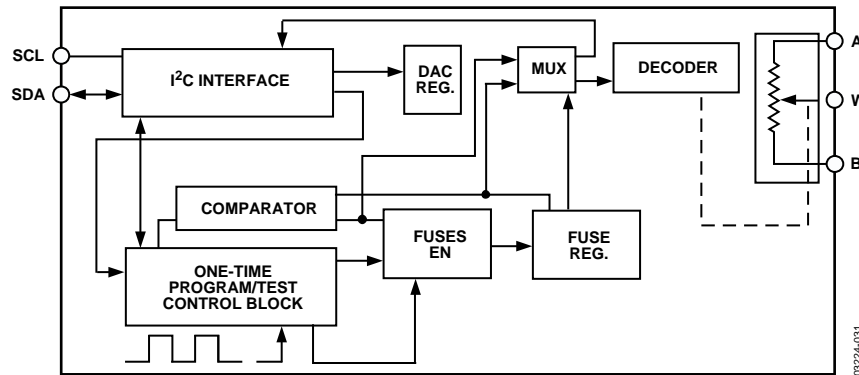 SCL
SDA
I²C INTERFACE
DAC
REG.
MUX
DECODER
A
W
B
COMPARATOR
FUSES
EN
FUSE
REG.
ONE-TIME
PROGRAM/TEST
CONTROL BLOCK
03224-031